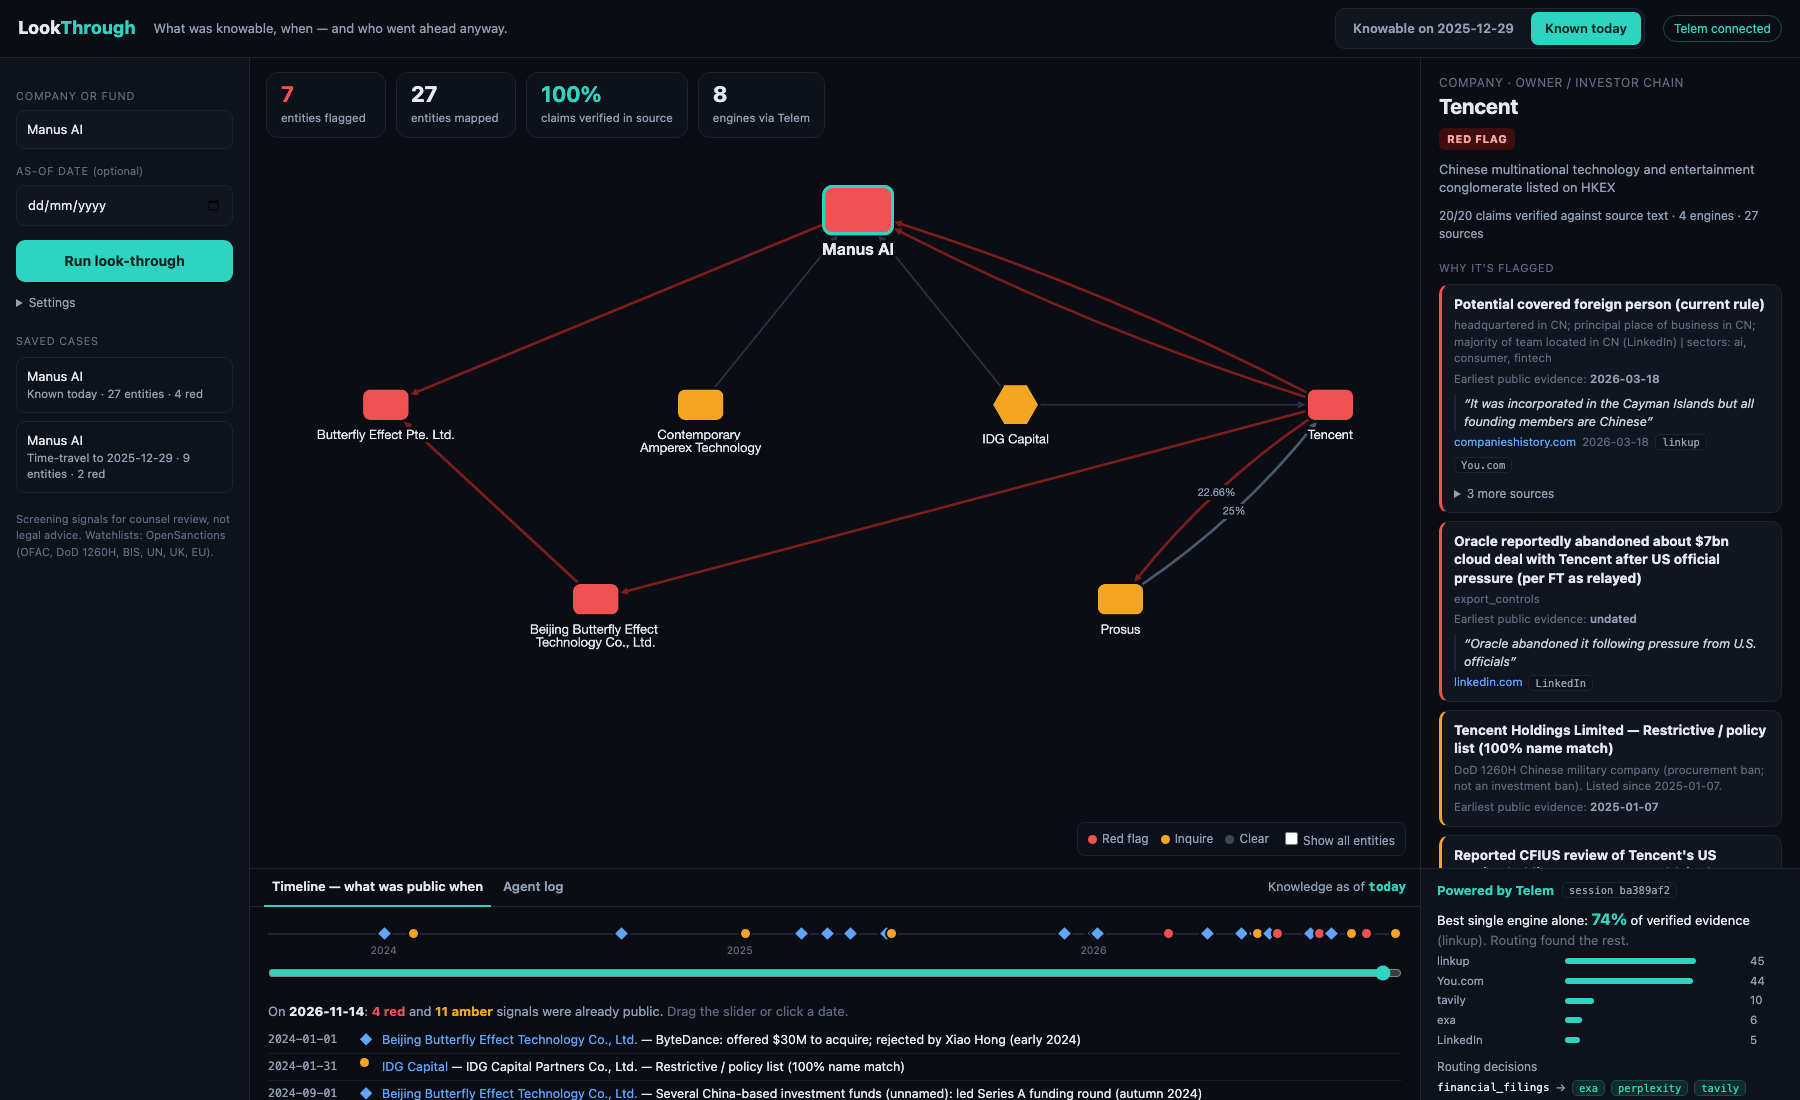 LookThrough
What was knowable, when — and who went ahead anyway.
Knowable on 2025-12-29
Known today
Telem connected
COMPANY OR FUND
Manus AI
AS-OF DATE (optional)
dd/mm/yyyy
Run look-through
Settings
SAVED CASES
Manus AI
Known today · 27 entities · 4 red
Manus AI
Time-travel to 2025-12-29 · 9
entities · 2 red
Screening signals for counsel review, not
legal advice. Watchlists: OpenSanctions
(OFAC, DoD 1260H, BIS, UN, UK, EU).
7
entities flagged
27
entities mapped
100%
claims verified in source
8
engines via Telem
Manus AI
Butterfly Effect Pte. Ltd.
Contemporary
Amperex Technology
IDG Capital
Tencent
22.66%
25%
Beijing Butterfly Effect
Technology Co., Ltd.
Prosus
Red flag
Inquire
Clear
Show all entities
Timeline — what was public when
Agent log
Knowledge as of today
2024
2025
2026
On 2026-11-14: 4 red and 11 amber signals were already public. Drag the slider or click a date.
2024-01-01 Beijing Butterfly Effect Technology Co., Ltd. — ByteDance: offered $30M to acquire; rejected by Xiao Hong (early 2024)
2024-01-31 IDG Capital — IDG Capital Partners Co., Ltd. — Restrictive / policy list (100% name match)
2024-09-01 Beijing Butterfly Effect Technology Co., Ltd. — Several China-based investment funds (unnamed): led Series A funding round (autumn 2024)
COMPANY · OWNER / INVESTOR CHAIN
Tencent
RED FLAG
Chinese multinational technology and entertainment
conglomerate listed on HKEX
20/20 claims verified against source text · 4 engines · 27
sources
WHY IT'S FLAGGED
Potential covered foreign person (current rule)
headquartered in CN; principal place of business in CN;
majority of team located in CN (LinkedIn) | sectors: ai,
consumer, fintech
Earliest public evidence: 2026-03-18
“It was incorporated in the Cayman Islands but all
founding members are Chinese”
companieshistory.com 2026-03-18 linkup
You.com
3 more sources
Oracle reportedly abandoned about $7bn
cloud deal with Tencent after US official
pressure (per FT as relayed)
export_controls
Earliest public evidence: undated
“Oracle abandoned it following pressure from U.S.
officials”
linkedin.com LinkedIn
Tencent Holdings Limited — Restrictive / policy
list (100% name match)
DoD 1260H Chinese military company (procurement ban;
not an investment ban). Listed since 2025-01-07.
Earliest public evidence: 2025-01-07
Reported CFIUS review of Tencent's US
Powered by Telem session ba389af2
Best single engine alone: 74% of verified evidence
(linkup). Routing found the rest.
linkup 45
You.com 44
tavily 10
exa 6
LinkedIn 5
Routing decisions
financial_filings → exa perplexity tavily